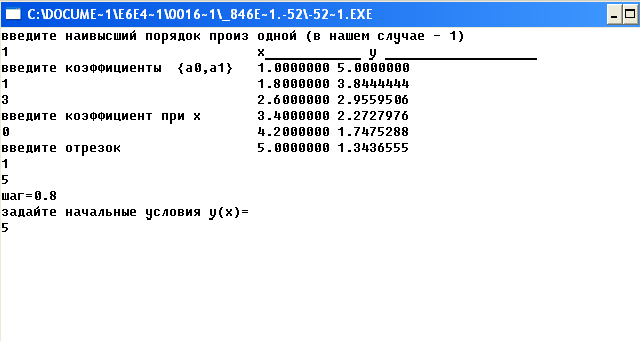 C:\DOCUME~1\E6E4~1\0016~1\_846E~1.-52\-52~1.EXE
введите наивысший порядок произ одной (в нашем случае - 1)
1 x____________ y ___________________
введите коэффициенты {a0,a1} 1.0000000 5.0000000
1 1.8000000 3.8444444
3 2.6000000 2.9559506
введите коэффициент при x 3.4000000 2.2727976
0 4.2000000 1.7475288
введите отрезок 5.0000000 1.3436555
1
5
шаг=0.8
задайте начальные условия y(x)=
5